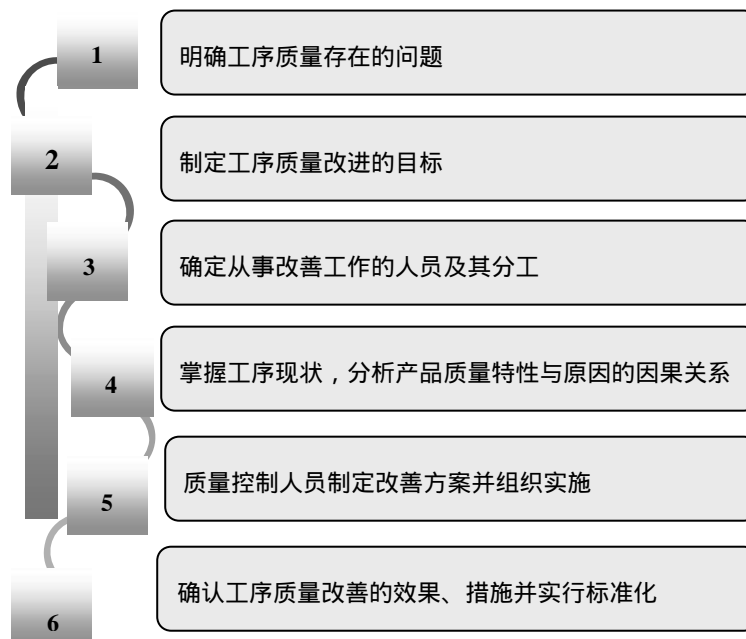 1
明确工序质量存在的问题
2
制定工序质量改进的目标
3
确定从事改善工作的人员及其分工
4
掌握工序现状，分析产品质量特性与原因的因果关系
5
质量控制人员制定改善方案并组织实施
6
确认工序质量改善的效果、措施并实行标准化